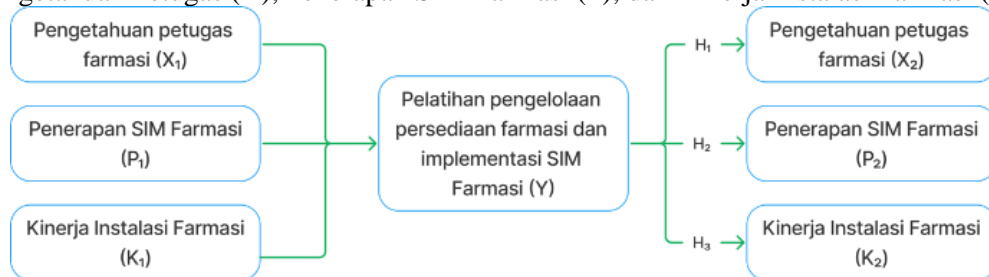 Pengetahuan petugas
farmasi (X₁)
Penerapan SIM Farmasi
(P₁)
Kinerja Instalasi Farmasi
(K₁)
Pelatihan pengelolaan
persediaan farmasi dan
implementasi SIM
Farmasi (Y)
H₁
H₂
H₃
Pengetahuan petugas
farmasi (X₂)
Penerapan SIM Farmasi
(P₂)
Kinerja Instalasi Farmasi
(K₂)